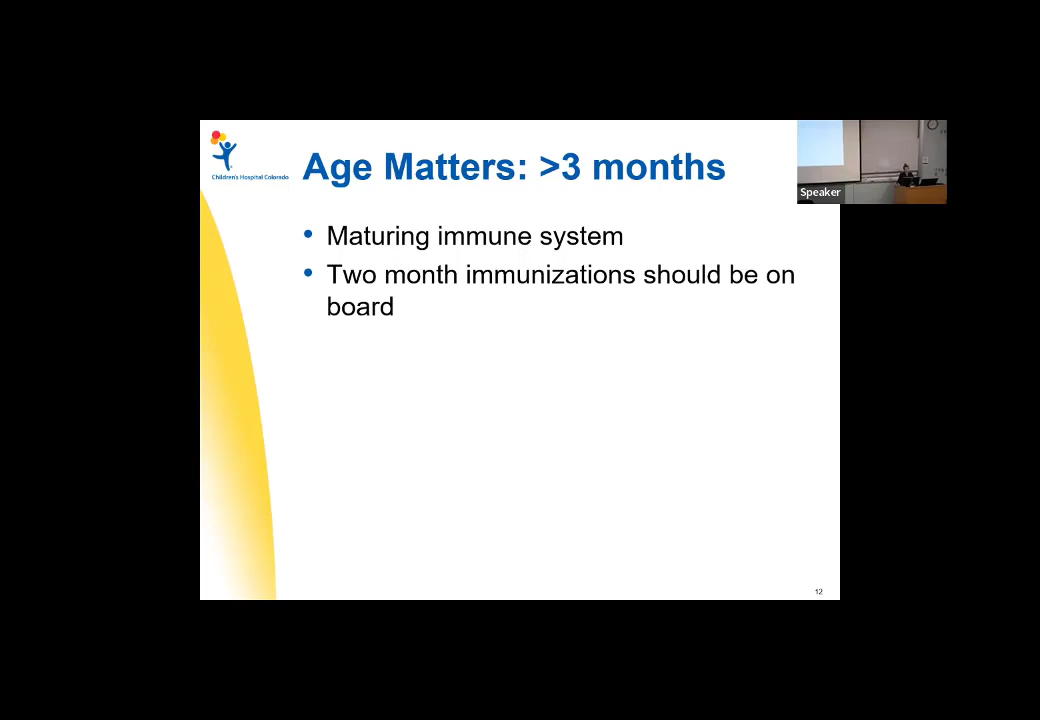 Children's Hospital Colorado
Age Matters: >3 months
Speaker
• Maturing immune system
• Two month immunizations should be on
board
12